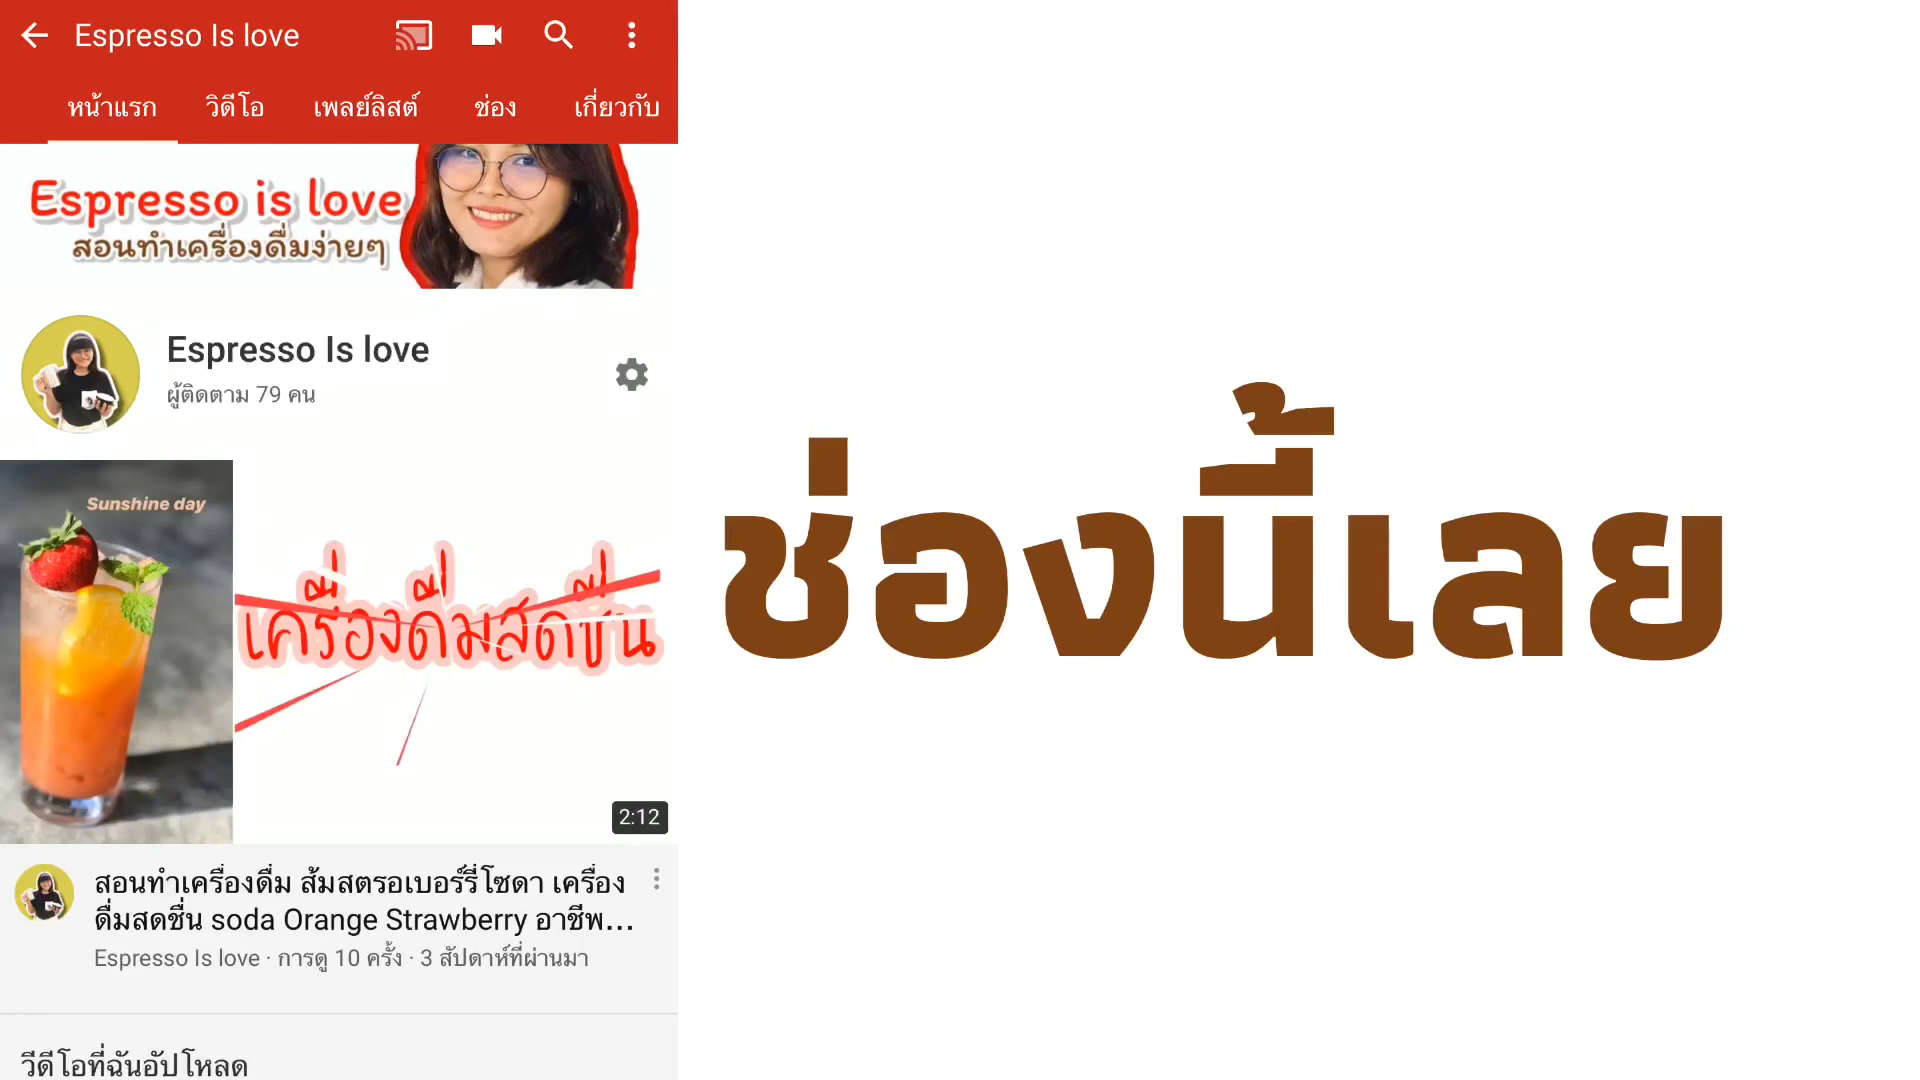 Espresso Is love
หน้าแรก วิดีโอ เพลย์ลิสต์ ช่อง เกี่ยวกับ
Espresso is love
สอนทำเครื่องดื่มง่ายๆ
Espresso Is love
ผู้ติดตาม 79 คน
Sunshine day
เครื่องดื่มสดชื่น
2:12
สอนทำเครื่องดื่ม ส้มสตรอเบอร์รี่โซดา เครื่อง
ดื่มสดชื่น soda Orange Strawberry อาชีพ...
Espresso Is love · การดู 10 ครั้ง · 3 สัปดาห์ที่ผ่านมา
วีดีโอที่ฉันอัปโหลด
ช่องนี้เลย